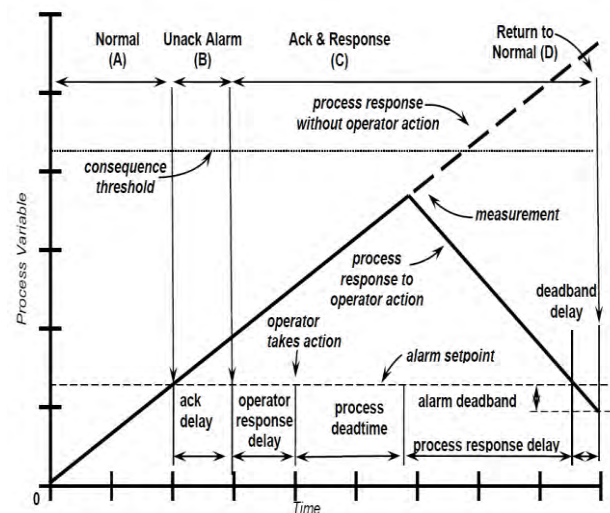 Normal
(A)
Unack Alarm
(B)
Ack & Response
(C)
Return to
Normal (D)
process response
without operator action
consequence
threshold
measurement
process
response to
operator action
deadband
delay
operator
takes action
alarm setpoint
ack
delay
operator
response
delay
process
deadtime
alarm deadband
process response delay
Process Variable
0
Time